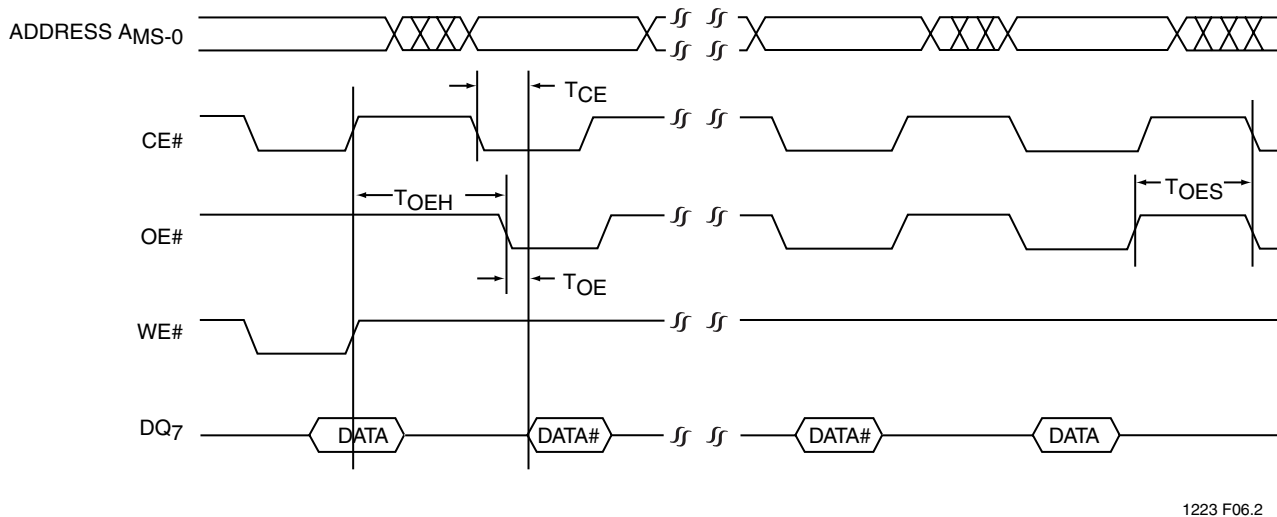 ADDRESS AMS-0
TCE
CE#
TOEH
TOES
OE#
TOE
WE#
DQ7
DATA
DATA#
DATA#
DATA
1223 F06.2